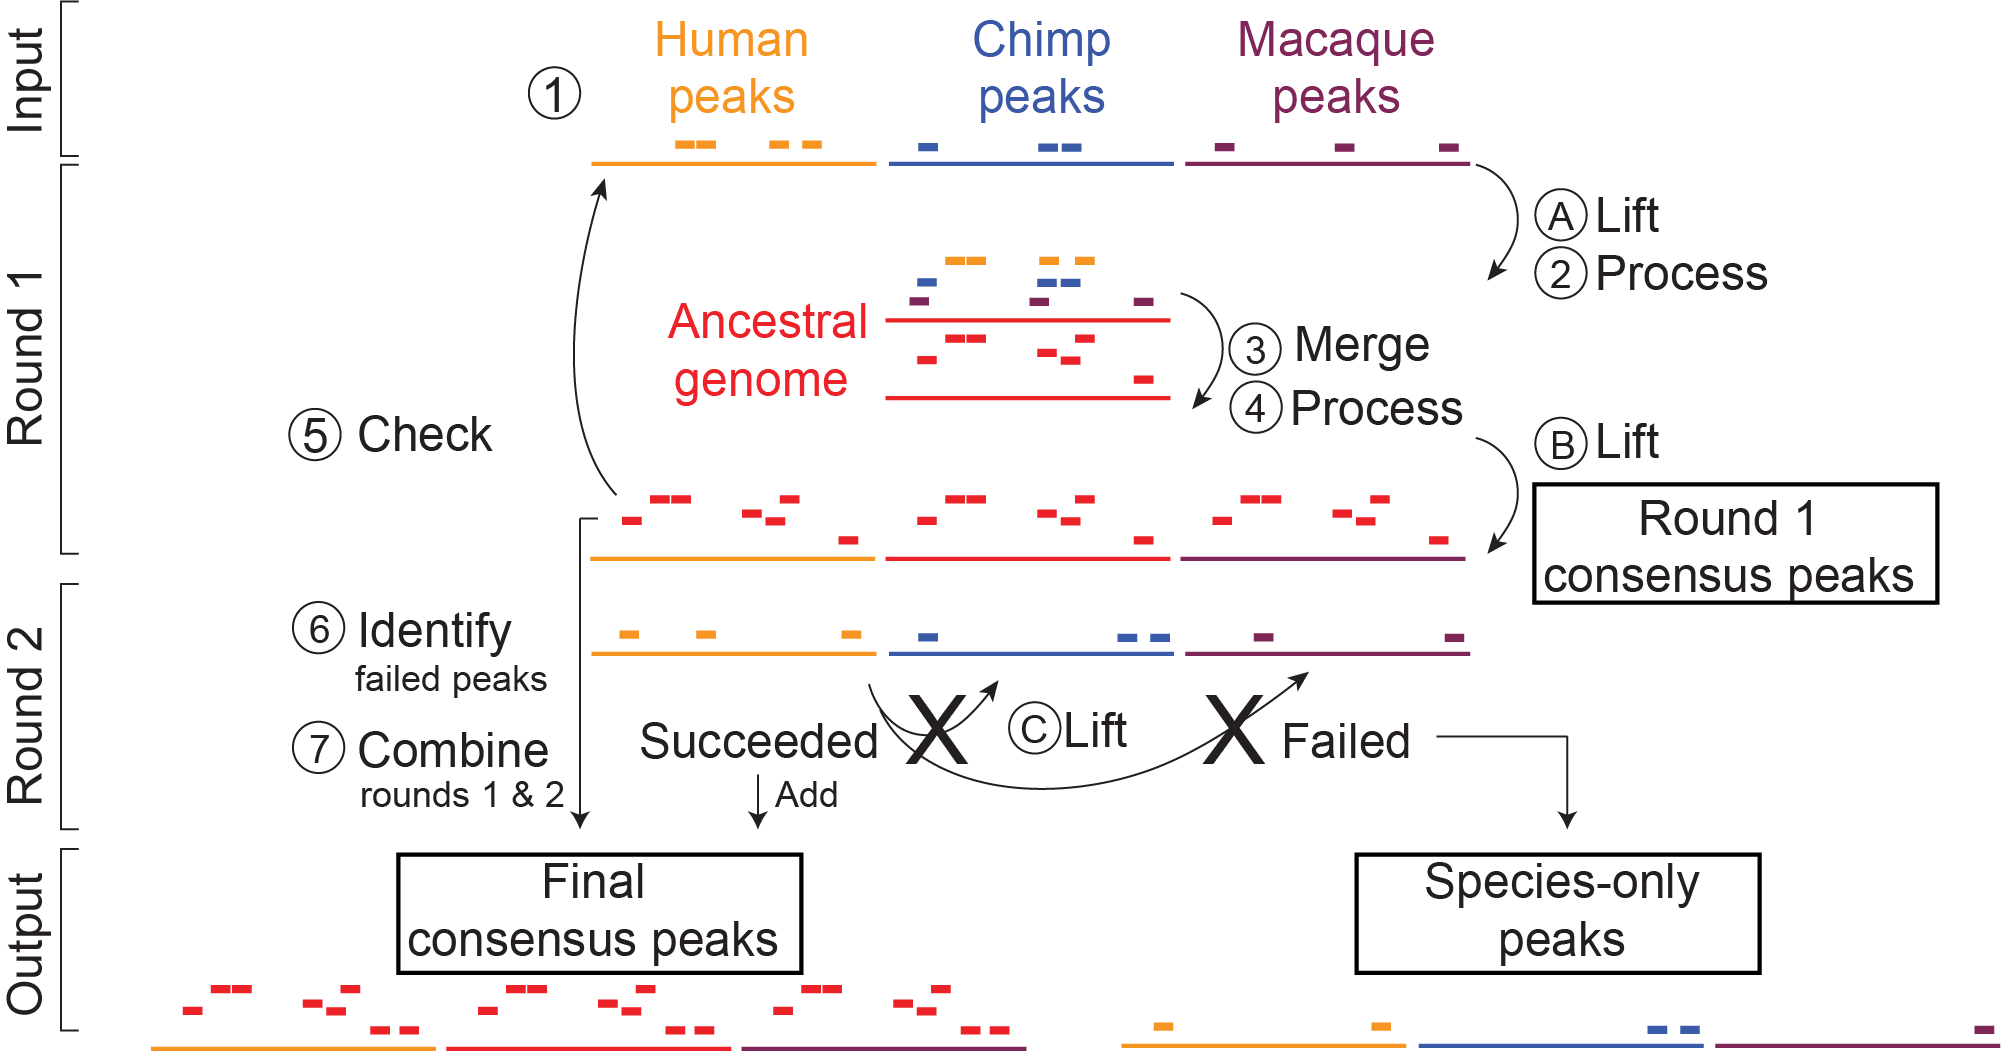 Input
Human
peaks
Chimp
peaks
Macaque
peaks
1
Round 1
A Lift
2 Process
Ancestral
genome
3 Merge
4 Process
5 Check
B Lift
Round 1
consensus peaks
Round 2
6 Identify
failed peaks
7 Combine
rounds 1 & 2
Succeeded
X
C Lift
X
Failed
Add
Output
Final
consensus peaks
Species-only
peaks